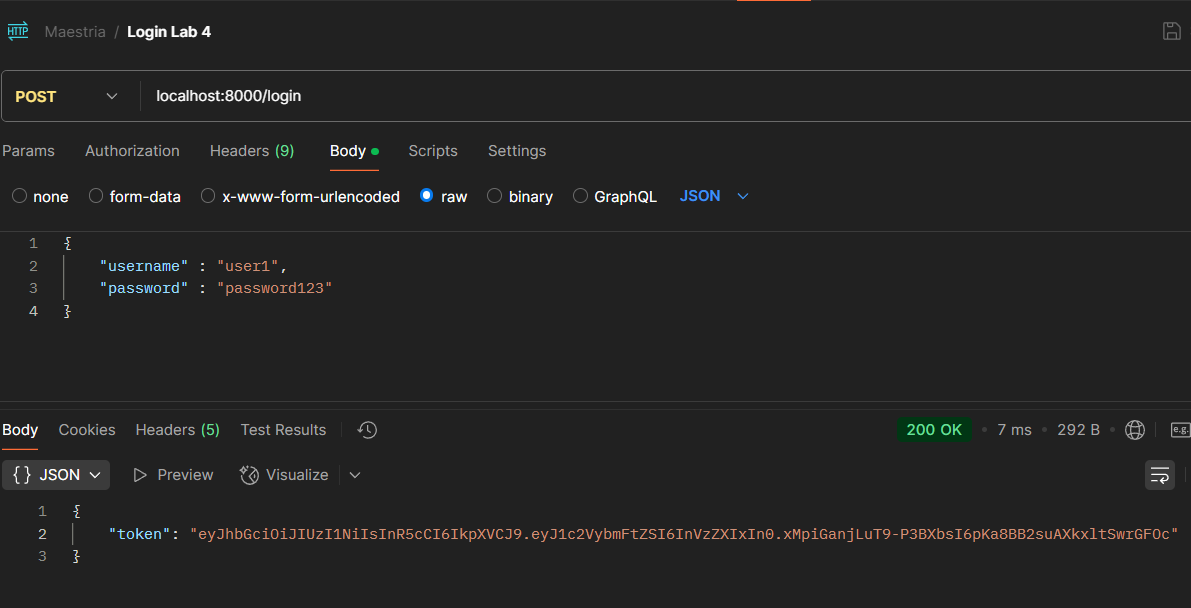 HTTP Maestria / Login Lab 4
POST localhost:8000/login
Params Authorization Headers (9) Body Scripts Settings
none form-data x-www-form-urlencoded raw binary GraphQL JSON
1 {
2 "username" : "user1",
3 "password" : "password123"
4 }
Body Cookies Headers (5) Test Results 200 OK • 7 ms • 292 B • e.g.
{} JSON Preview Visualize
1 {
2 "token": "eyJhbGciOiJIUzI1NiIsInR5cCI6IkpXVCJ9.eyJ1c2VybmFtZSI6InVzZXIxIn0.xMpiGanjLuT9-P3BXbsI6pKa8BB2suAXkxltSwrGFOc"
3 }